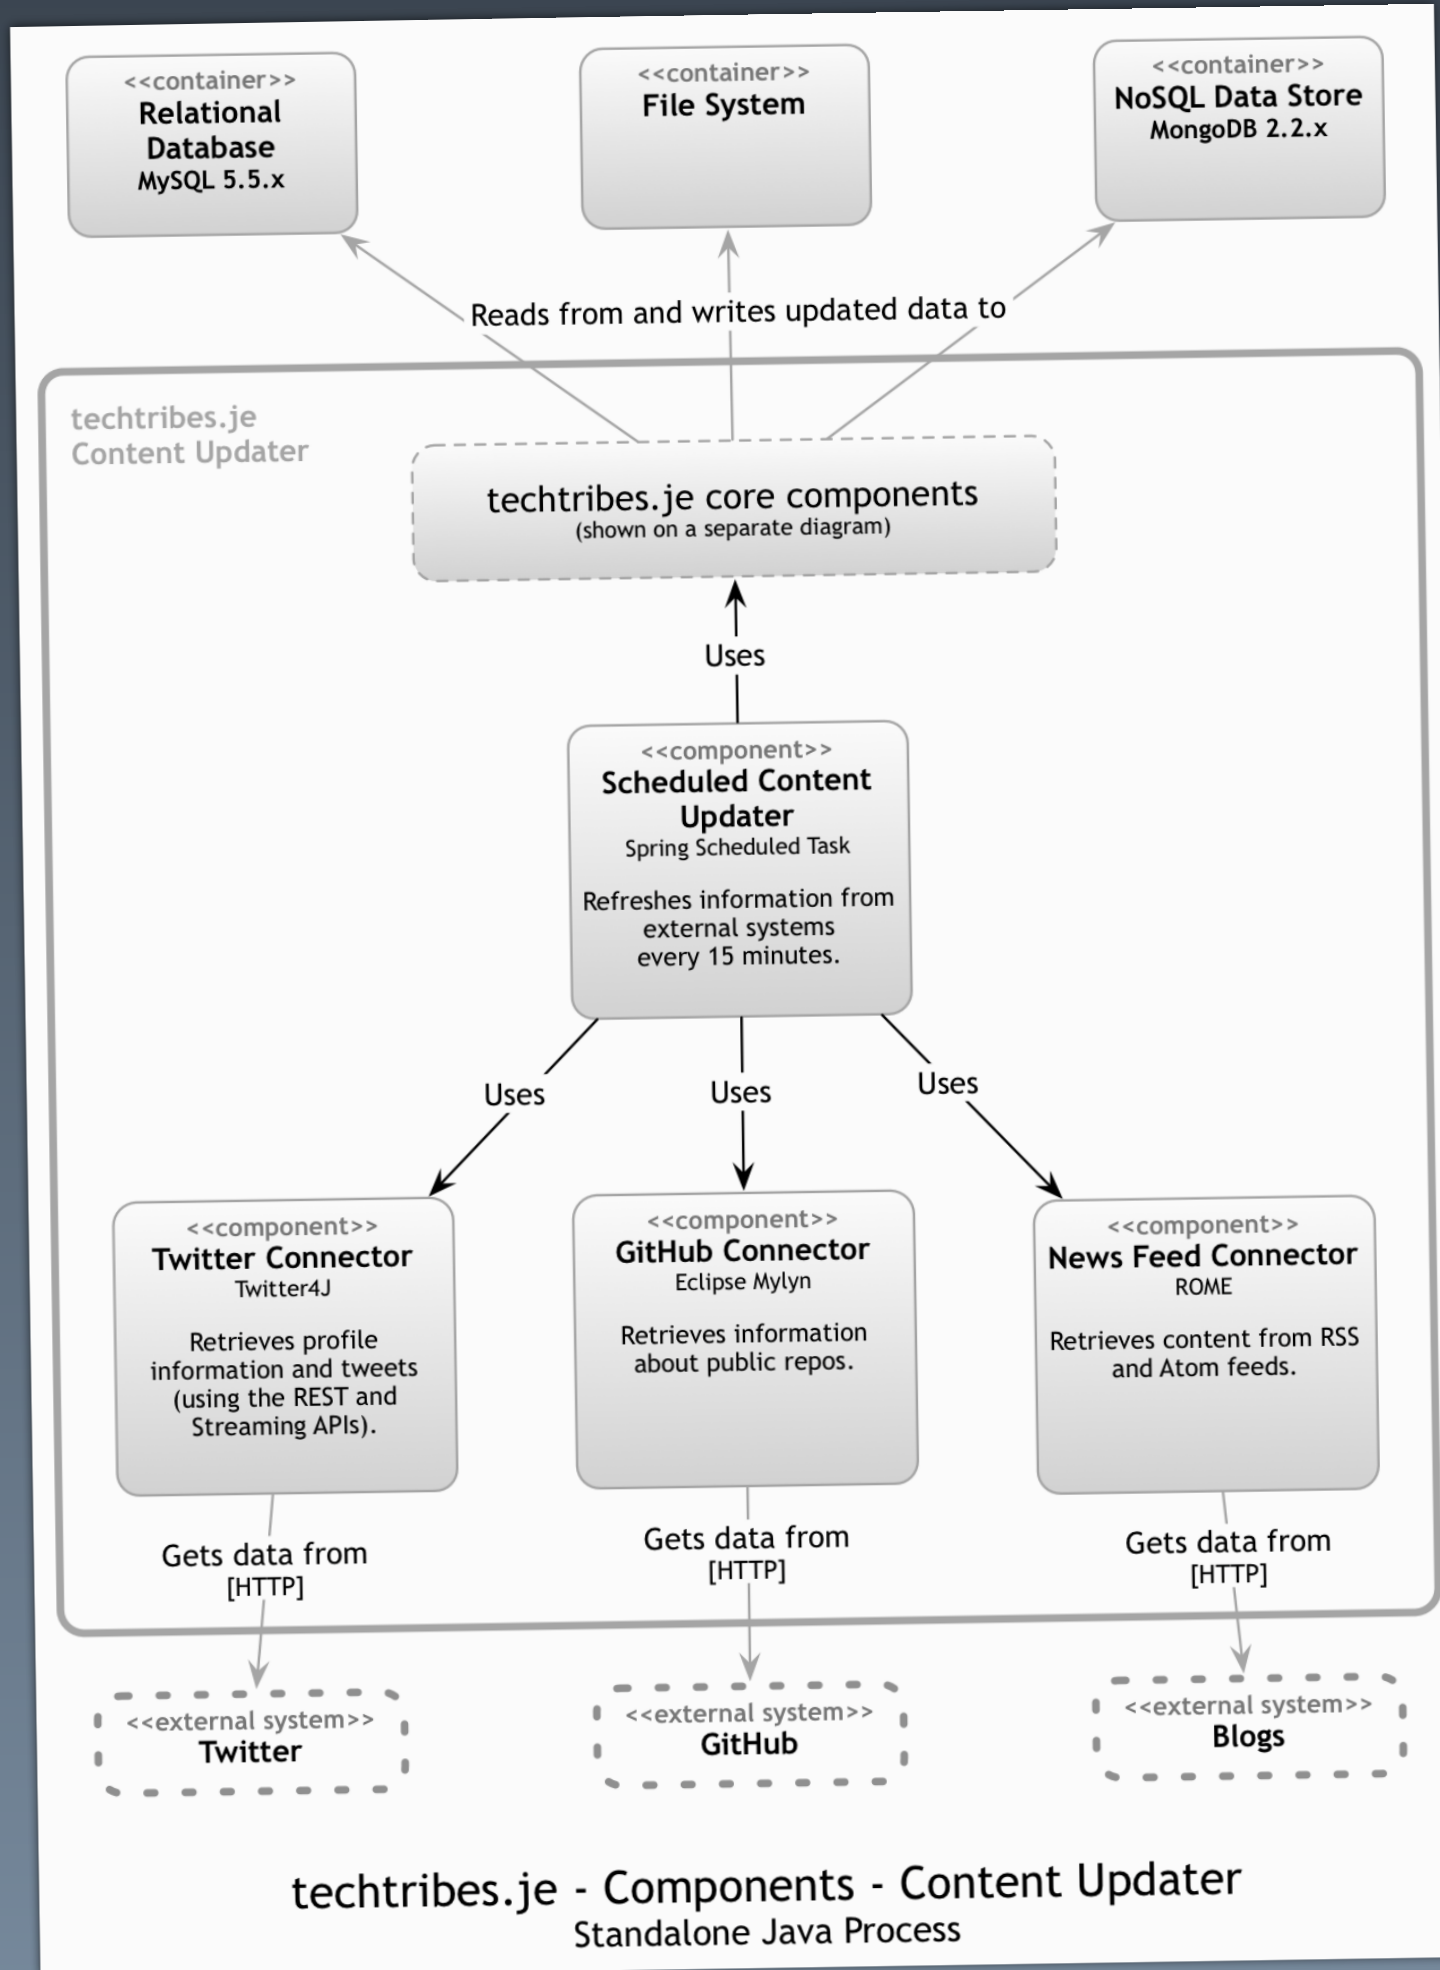 <<container>>
Relational
Database
MySQL 5.5.x
<<container>>
File System
<<container>>
NoSQL Data Store
MongoDB 2.2.x
Reads from and writes updated data to
techtribes.je
Content Updater
techtribes.je core components
(shown on a separate diagram)
Uses
<<component>>
Scheduled Content
Updater
Spring Scheduled Task
Refreshes information from
external systems
every 15 minutes.
Uses
Uses
Uses
<<component>>
Twitter Connector
Twitter4J
Retrieves profile
information and tweets
(using the REST and
Streaming APIs).
<<component>>
GitHub Connector
Eclipse Mylyn
Retrieves information
about public repos.
<<component>>
News Feed Connector
ROME
Retrieves content from RSS
and Atom feeds.
Gets data from
[HTTP]
Gets data from
[HTTP]
Gets data from
[HTTP]
<<external system>>
Twitter
<<external system>>
GitHub
<<external system>>
Blogs
techtribes.je - Components - Content Updater
Standalone Java Process